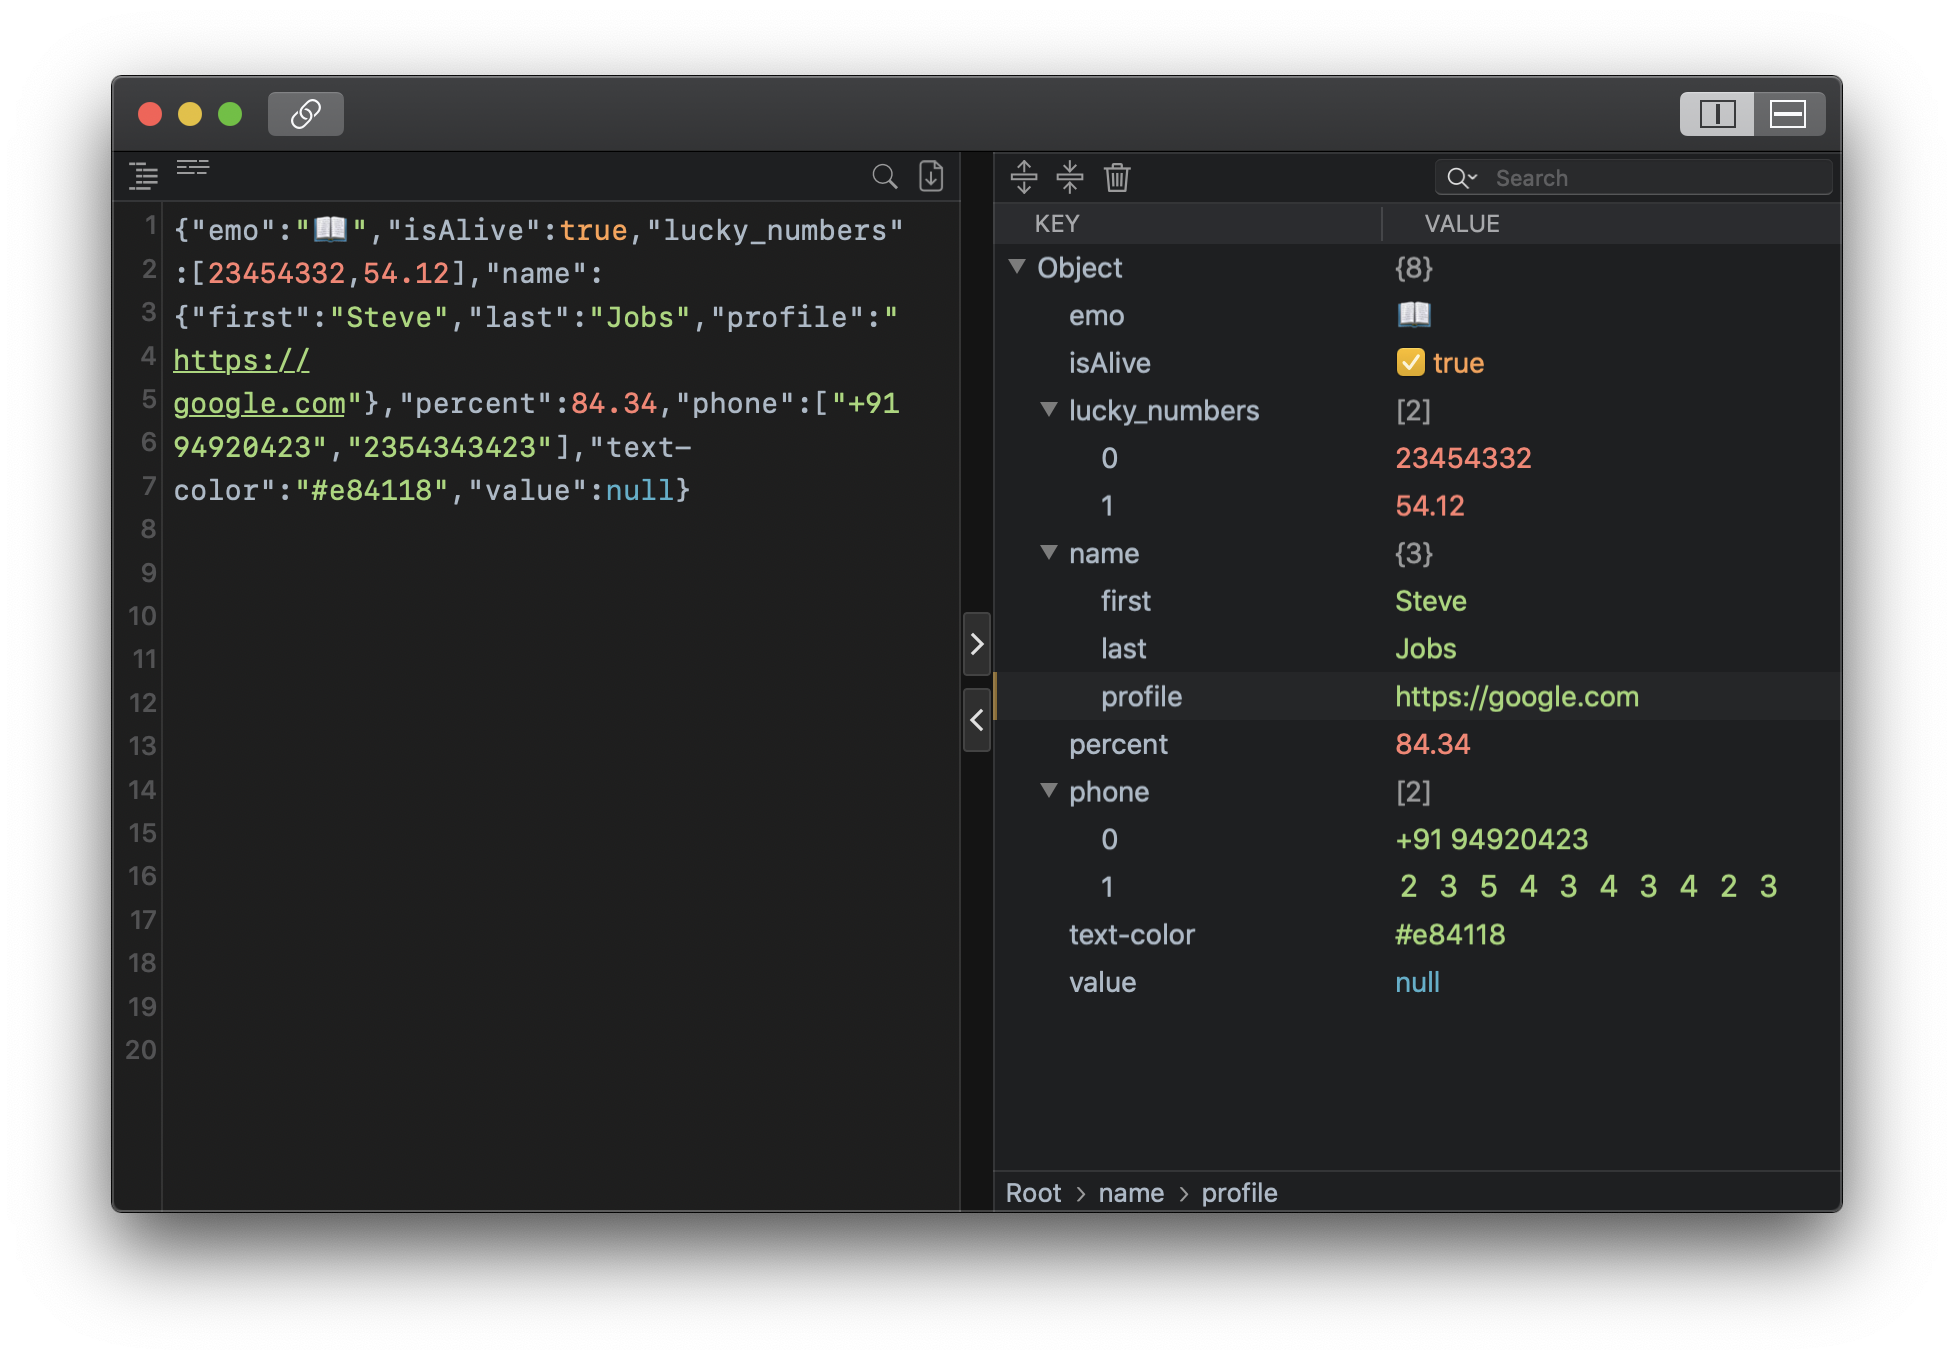 1 {"emo":"📖","isAlive":true,"lucky_numbers"
2 :[23454332,54.12],"name":
3 {"first":"Steve","last":"Jobs","profile":"
4 https://
5 google.com"},"percent":84.34,"phone":["+91
6 94920423","2354343423"],"text-
7 color":"#e84118","value":null}
8
9
10
11
12
13
14
15
16
17
18
19
20
Search
KEY VALUE
Object {8}
emo 📖
isAlive ✓ true
lucky_numbers [2]
0 23454332
1 54.12
name {3}
first Steve
last Jobs
profile https://google.com
percent 84.34
phone [2]
0 +91 94920423
1 2 3 5 4 3 4 3 4 2 3
text-color #e84118
value null
Root > name > profile